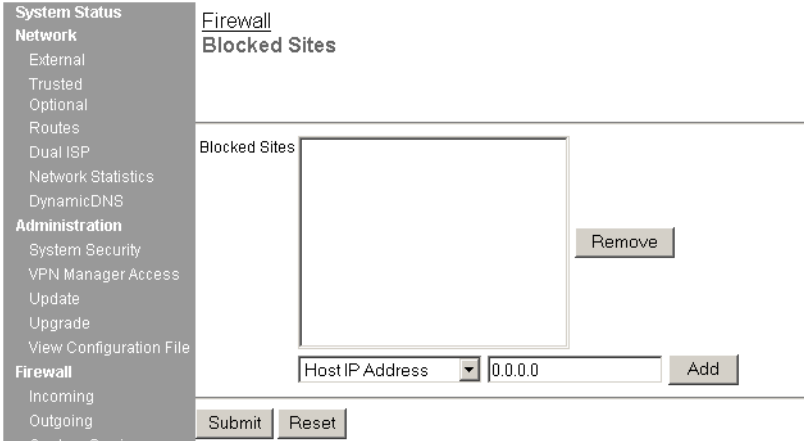 System Status
Network
External
Trusted
Optional
Routes
Dual ISP
Network Statistics
DynamicDNS
Administration
System Security
VPN Manager Access
Update
Upgrade
View Configuration File
Firewall
Incoming
Outgoing
Firewall
Blocked Sites
Blocked Sites
Remove
Host IP Address 0.0.0.0 Add
Submit Reset